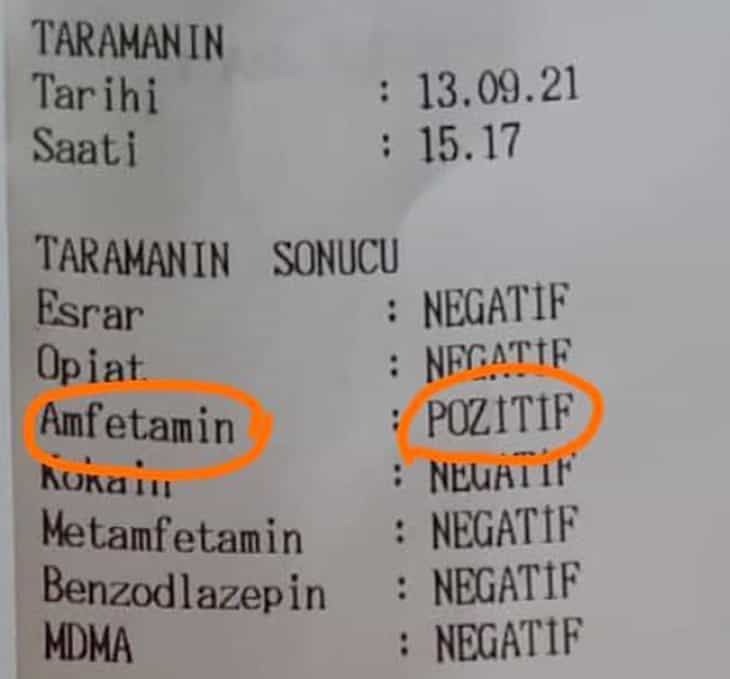 TARAMANIN
Tarihi : 13.09.21
Saati : 15.17
TARAMANIN SONUCU
Esrar : NEGATİF
Opiat : NEGATİF
Amfetamin : POZİTİF
Kokain : NEGATİF
Metamfetamin : NEGATİF
Benzodlazepin : NEGATİF
MDMA : NEGATİF